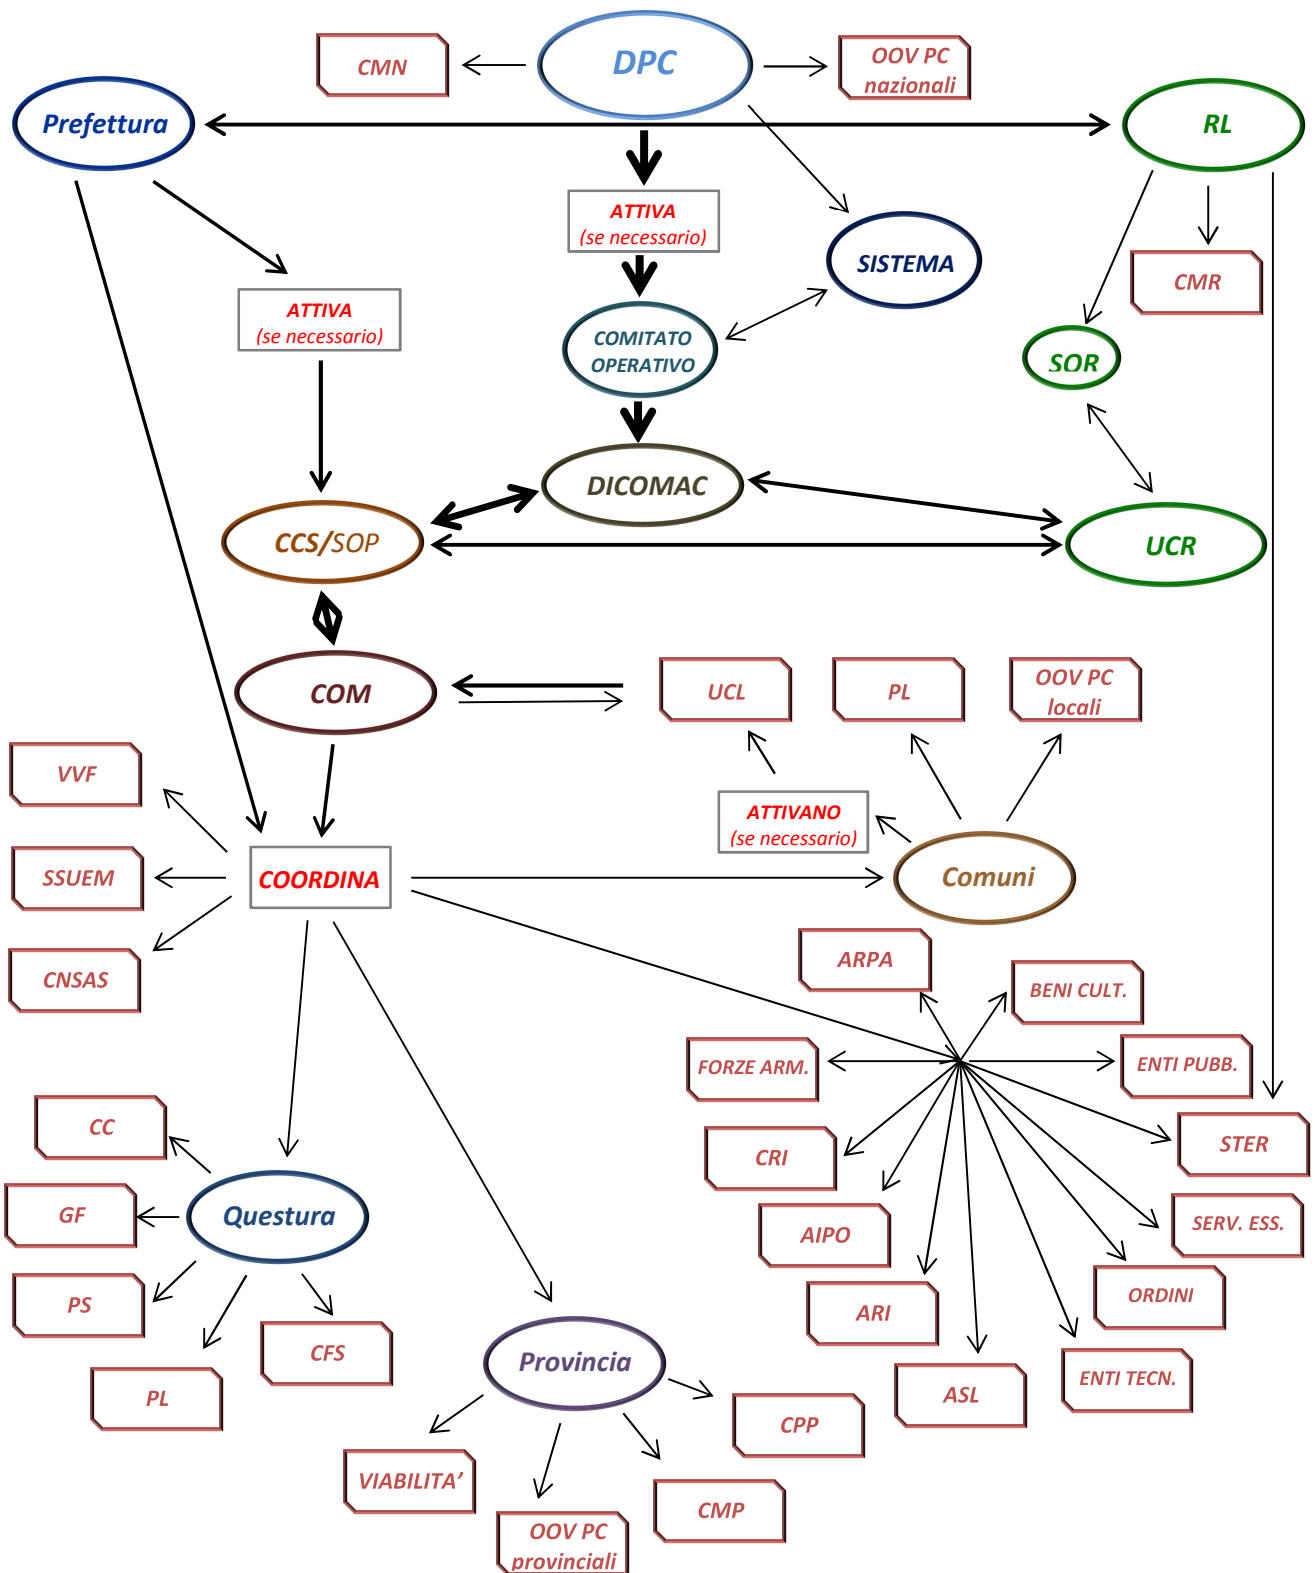 DPC
CMN
OOV PC
nazionali
Prefettura
RL
ATTIVA
(se necessario)
SISTEMA
CMR
ATTIVA
(se necessario)
COMITATO
OPERATIVO
SOR
DICOMAC
CCS/SOP
UCR
COM
UCL
PL
OOV PC
locali
VVF
ATTIVANO
(se necessario)
SSUEM
COORDINA
Comuni
CNSAS
ARPA
BENI CULT.
FORZE ARM.
ENTI PUBB.
CC
CRI
STER
GF
Questura
AIPO
SERV. ESS.
PS
ARI
ORDINI
CFS
Provincia
PL
ASL
ENTI TECN.
CPP
VIABILITA’
CMP
OOV PC
provinciali